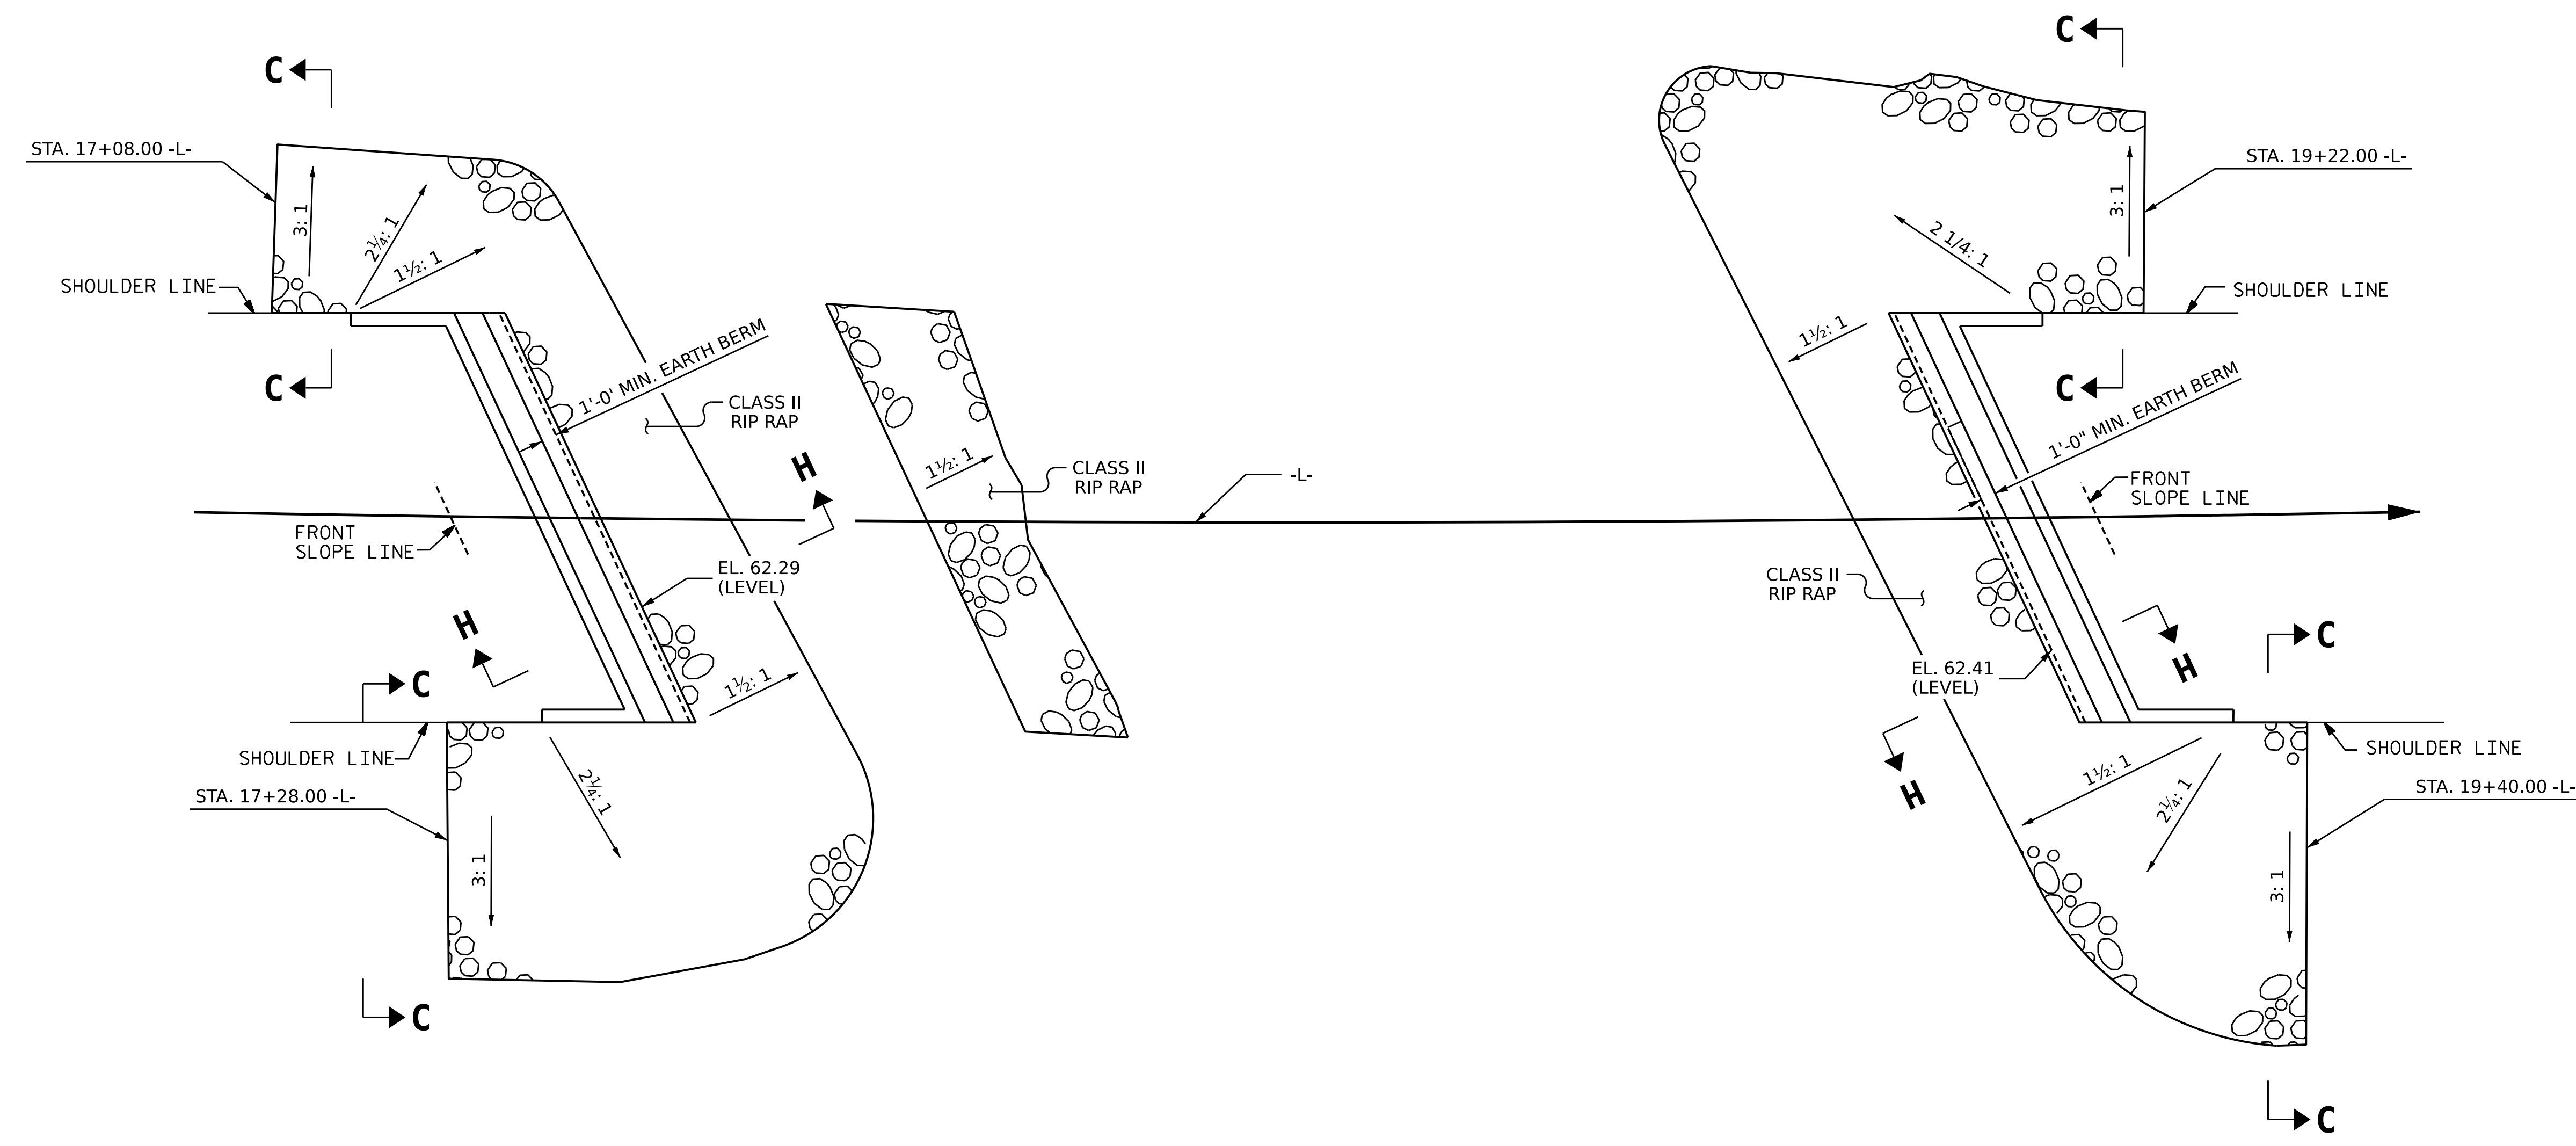 C
C
STA. 17+08.00 -L-
STA. 19+22.00 -L-
3: 1
2¼: 1
1½: 1
3: 1
2 1/4: 1
SHOULDER LINE
SHOULDER LINE
1'-0' MIN. EARTH BERM
1½: 1
C
C
CLASS II
RIP RAP
1'-0" MIN. EARTH BERM
H
1½: 1
CLASS II
RIP RAP
-L-
FRONT
SLOPE LINE
FRONT
SLOPE LINE
EL. 62.29
(LEVEL)
CLASS II
RIP RAP
H
C
H
EL. 62.41
(LEVEL)
C
1½: 1
SHOULDER LINE
SHOULDER LINE
STA. 17+28.00 -L-
2¼: 1
H
1½: 1
2¼: 1
STA. 19+40.00 -L-
3: 1
3: 1
C
C